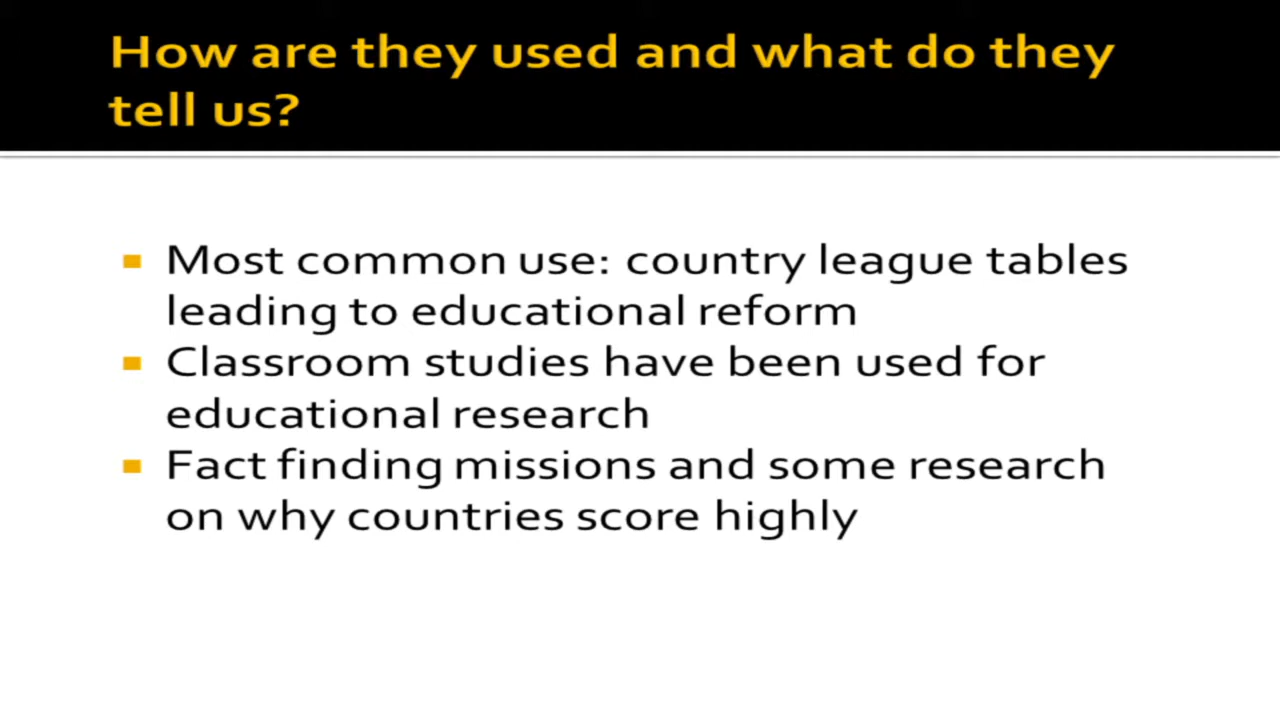 How are they used and what do they
tell us?
Most common use: country league tables
leading to educational reform
Classroom studies have been used for
educational research
Fact finding missions and some research
on why countries score highly